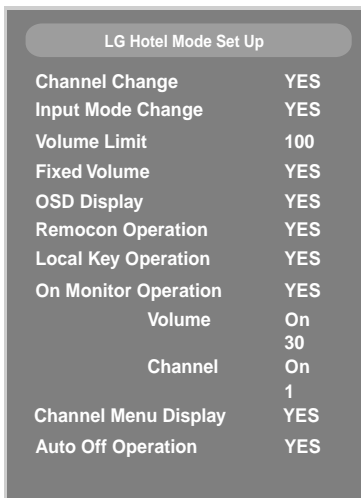 LG Hotel Mode Set Up
Channel Change YES
Input Mode Change YES
Volume Limit 100
Fixed Volume YES
OSD Display YES
Remocon Operation YES
Local Key Operation YES
On Monitor Operation YES
Volume On
30
Channel On
1
Channel Menu Display YES
Auto Off Operation YES